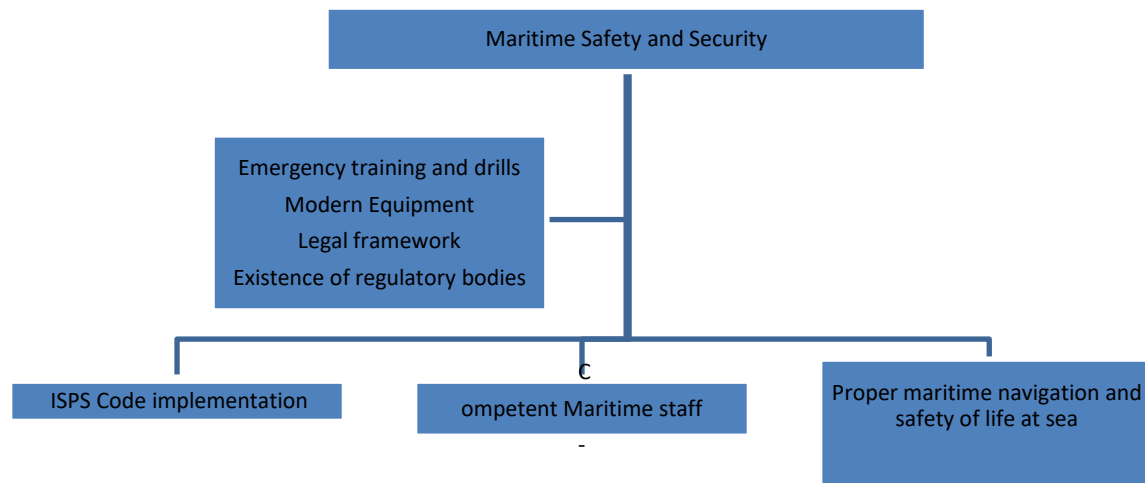 Maritime Safety and Security
Emergency training and drills
Modern Equipment
Legal framework
Existence of regulatory bodies
ISPS Code implementation
C
ompetent Maritime staff
-
Proper maritime navigation and
safety of life at sea